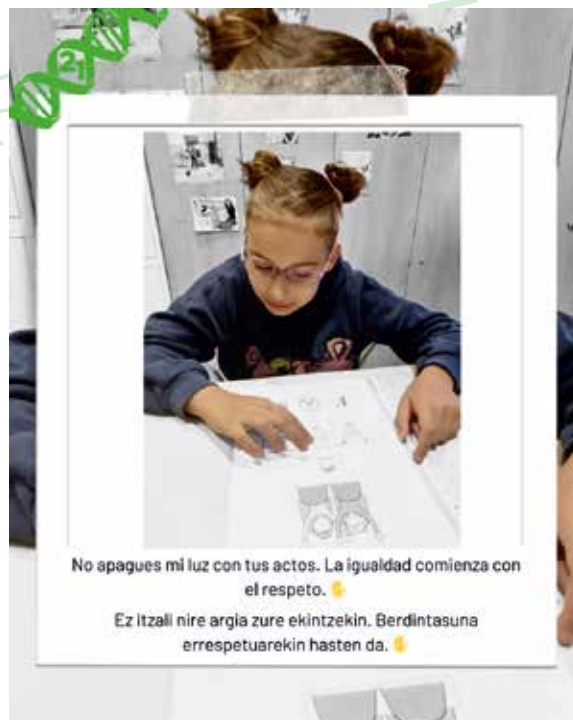 21
No apagues mi luz con tus actos. La igualdad comienza con
el respeto. ✋
Ez itzali nire argia zure ekintzekin. Berdintasuna
errespetuarekin hasten da. ✋